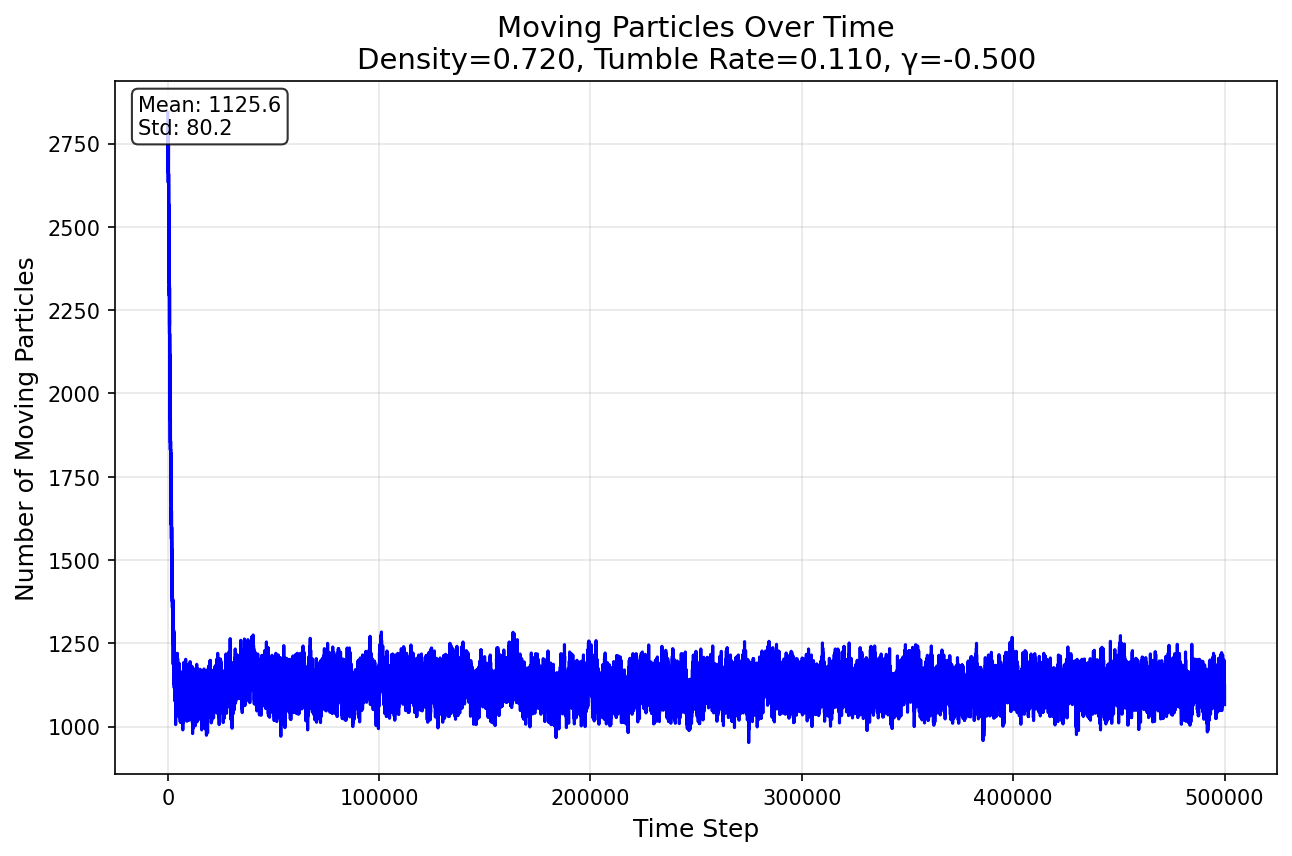 Moving Particles Over Time
Density=0.720, Tumble Rate=0.110, γ=-0.500
Mean: 1125.6
Std: 80.2
Number of Moving Particles
2750
2500
2250
2000
1750
1500
1250
1000
0
100000
200000
300000
400000
500000
Time Step